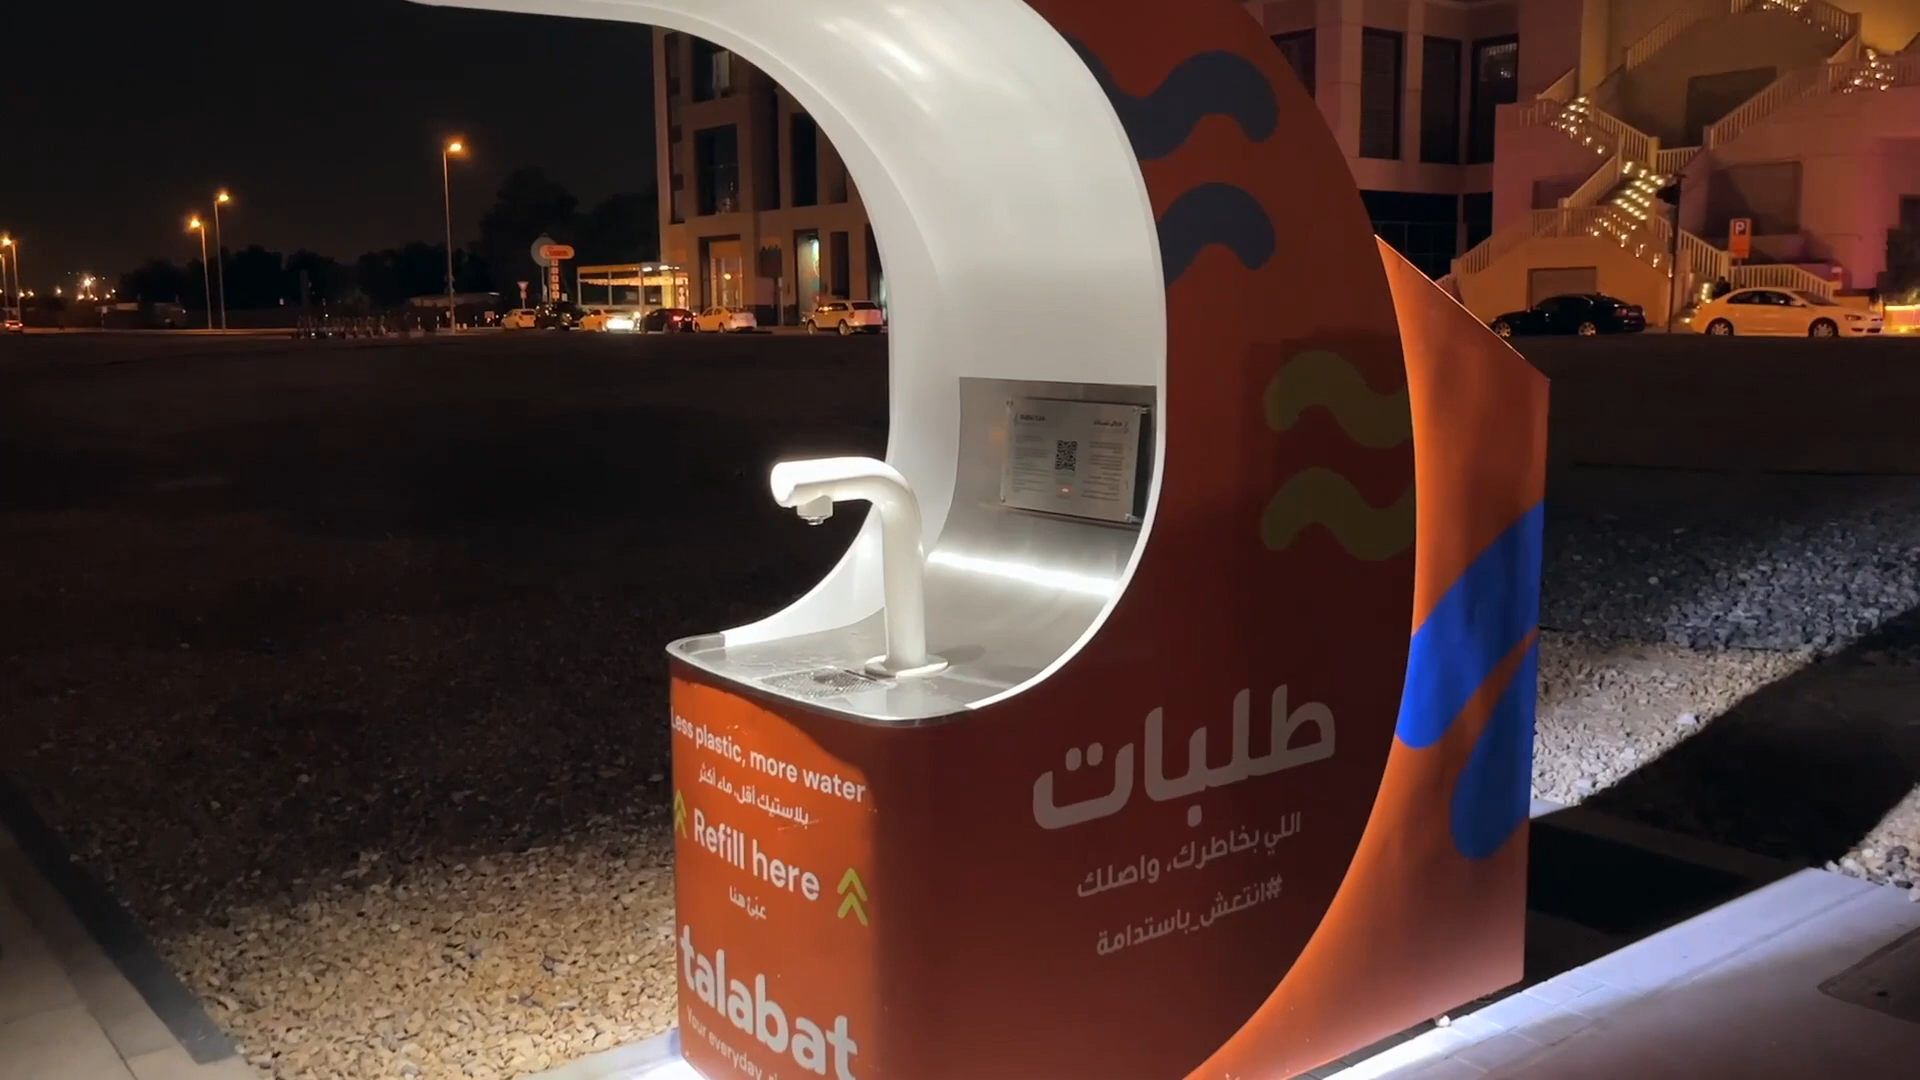 Less plastic, more water
بلاستيك أقل، ماء أكثر
Refill here
عبّئ هنا
talabat
Your everyday
طلبات
اللي بخاطرك، واصلك
#انتعش_باستدامة
P